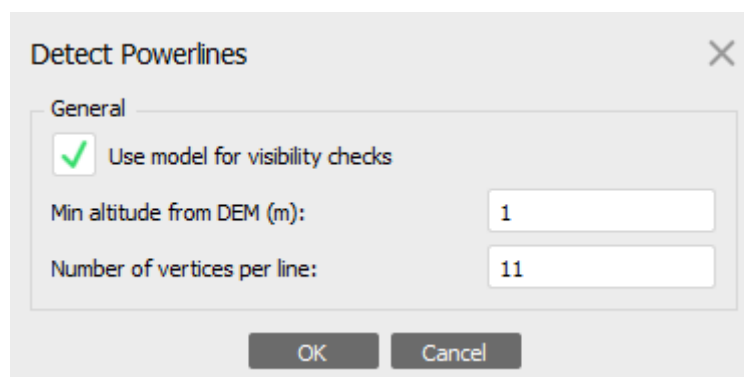 Detect Powerlines
General
Use model for visibility checks
Min altitude from DEM (m): 1
Number of vertices per line: 11
OK Cancel